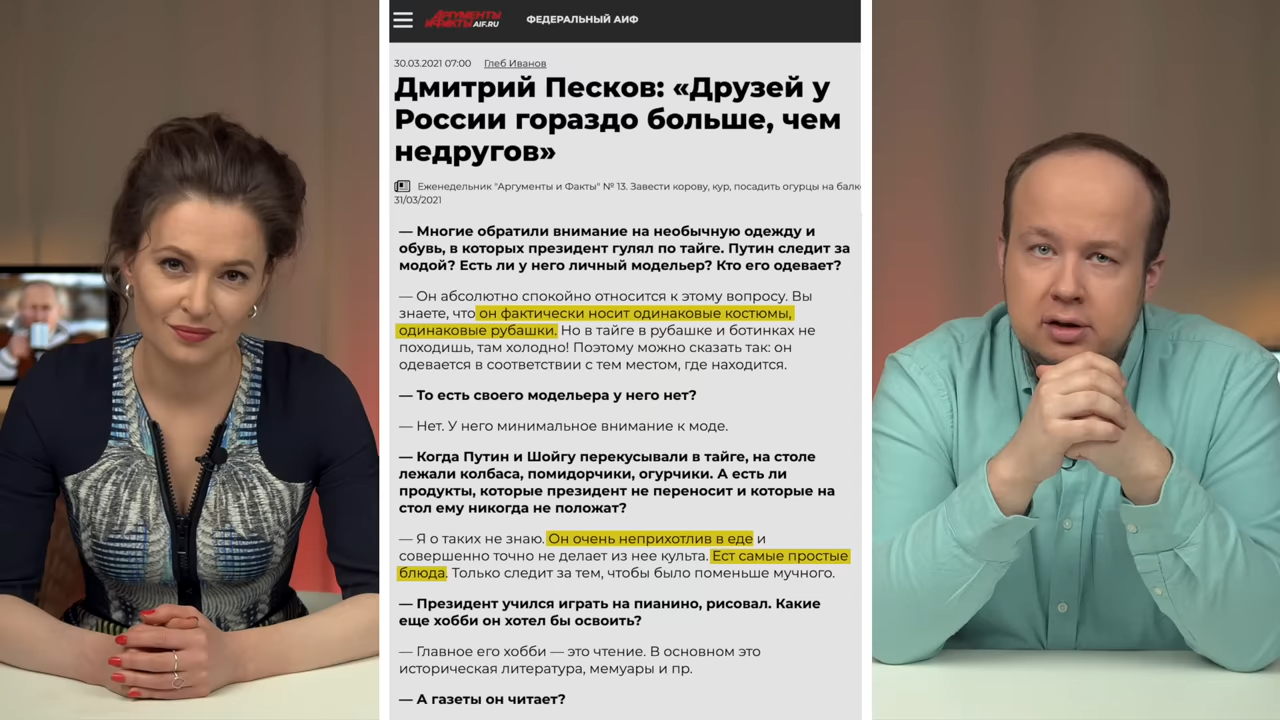 АРГУМЕНТЫ
И ФАКТЫ AIF.RU
ФЕДЕРАЛЬНЫЙ АИФ
30.03.2021 07:00 Глеб Иванов
Дмитрий Песков: «Друзей у
России гораздо больше, чем
недругов»
Еженедельник "Аргументы и Факты" № 13. Завести корову, кур, посадить огурцы на балко
31/03/2021
— Многие обратили внимание на необычную одежду и
обувь, в которых президент гулял по тайге. Путин следит за
модой? Есть ли у него личный модельер? Кто его одевает?
— Он абсолютно спокойно относится к этому вопросу. Вы
знаете, что он фактически носит одинаковые костюмы,
одинаковые рубашки. Но в тайге в рубашке и ботинках не
походишь, там холодно! Поэтому можно сказать так: он
одевается в соответствии с тем местом, где находится.
— То есть своего модельера у него нет?
— Нет. У него минимальное внимание к моде.
— Когда Путин и Шойгу перекусывали в тайге, на столе
лежали колбаса, помидорчики, огурчики. А есть ли
продукты, которые президент не переносит и которые на
стол ему никогда не положат?
— Я о таких не знаю. Он очень неприхотлив в еде и
совершенно точно не делает из нее культа. Ест самые простые
блюда. Только следит за тем, чтобы было поменьше мучного.
— Президент учился играть на пианино, рисовал. Какие
еще хобби он хотел бы освоить?
— Главное его хобби — это чтение. В основном это
историческая литература, мемуары и пр.
— А газеты он читает?